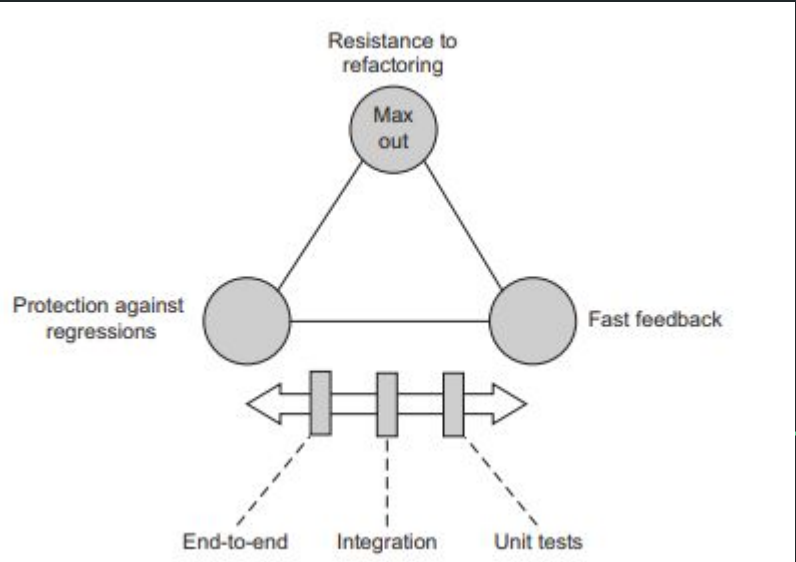 Resistance to
refactoring
Max
out
Protection against
regressions
Fast feedback
End-to-end
Integration
Unit tests